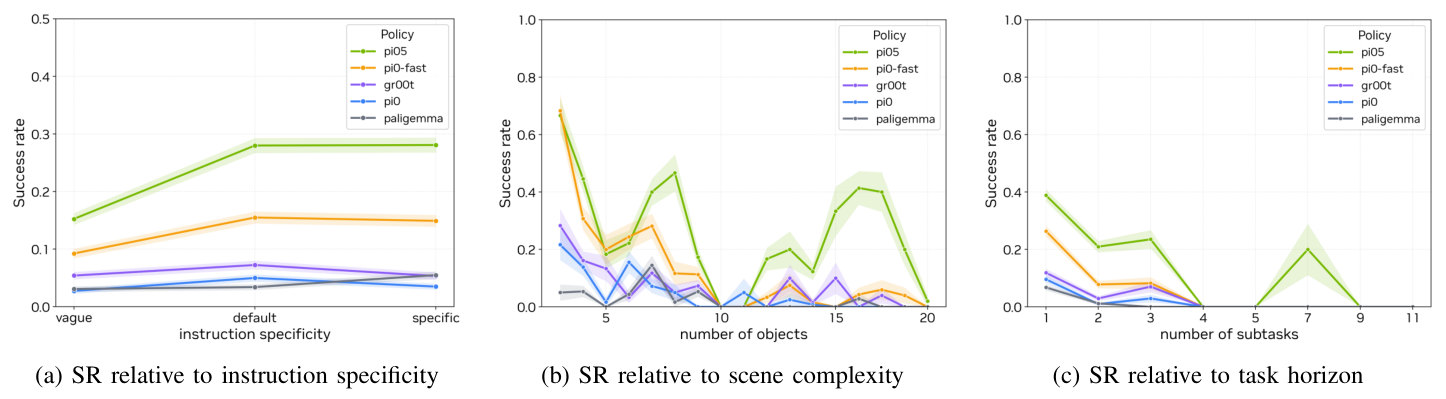 0.5
0.4
0.3
0.2
0.1
0.0
Success rate
vague default specific
instruction specificity
Policy
pi05
pi0-fast
gr00t
pi0
paligemma
(a) SR relative to instruction specificity
1.0
0.8
0.6
0.4
0.2
0.0
Success rate
5 10 15 20
number of objects
Policy
pi05
pi0-fast
gr00t
pi0
paligemma
(b) SR relative to scene complexity
1.0
0.8
0.6
0.4
0.2
0.0
Success rate
1 2 3 4 5 7 9 11
number of subtasks
Policy
pi05
pi0-fast
gr00t
pi0
paligemma
(c) SR relative to task horizon